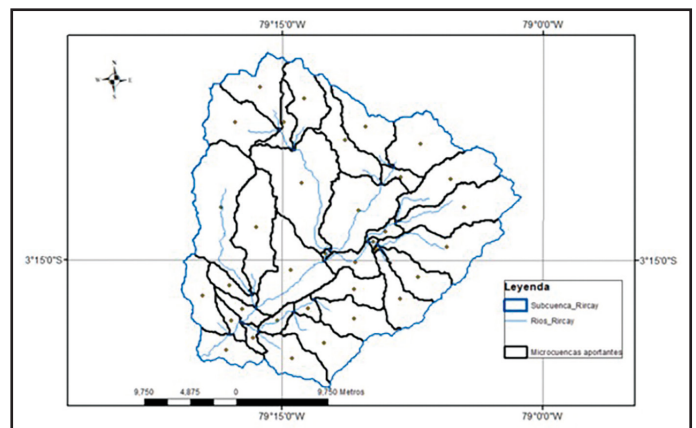 79°15'0"W 79°0'0"W
N
W E
S
3°15'0"S 3°15'0"S
Leyenda
Subcuenca_Rircay
Rios_Rircay
Microcuencas aportantes
9,750 4,875 0 9,750 Metros
79°15'0"W 79°0'0"W